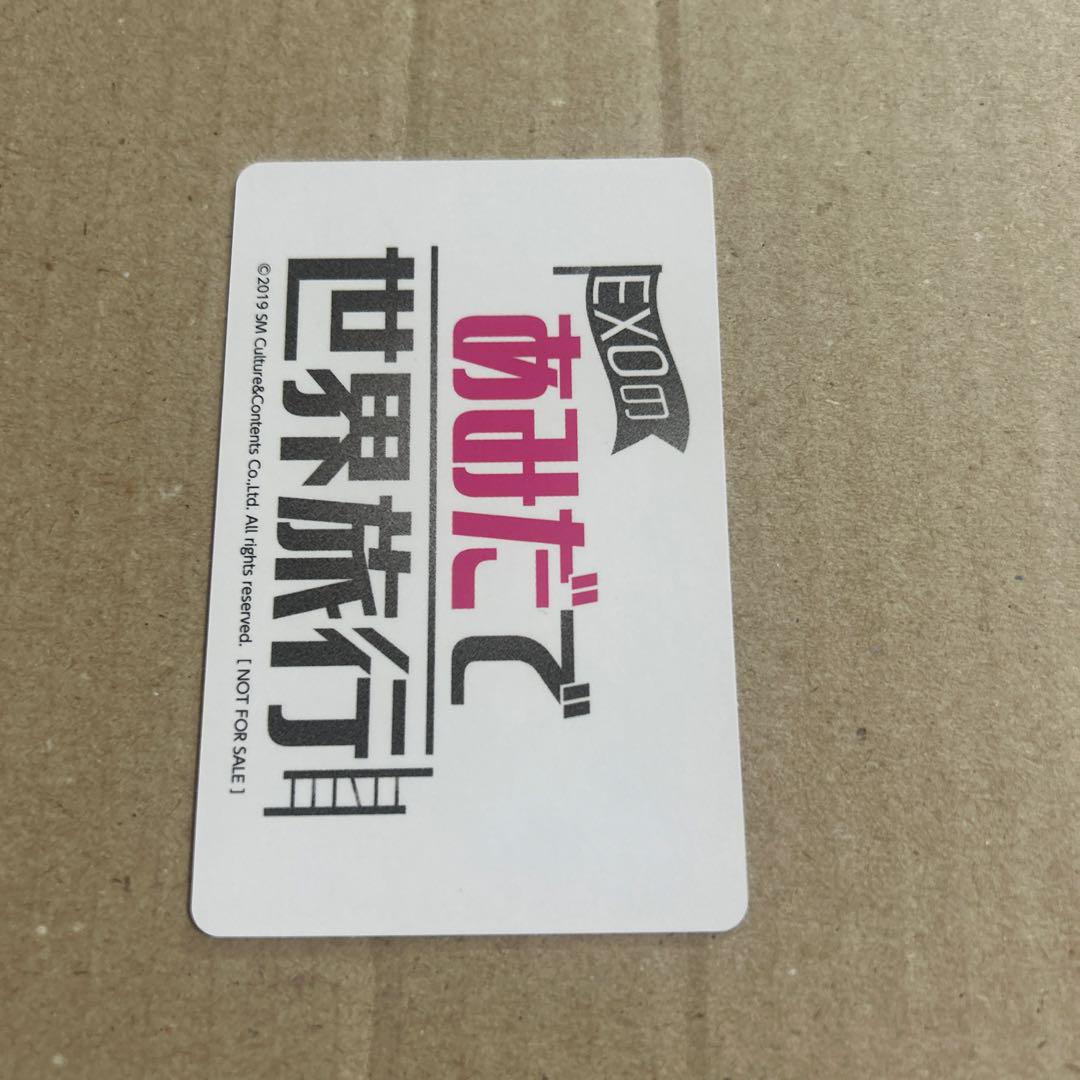 EXOの
あみだで
世界旅行
©2019 SM Culture&Contents Co.,Ltd. All rights reserved. [ NOT FOR SALE ]